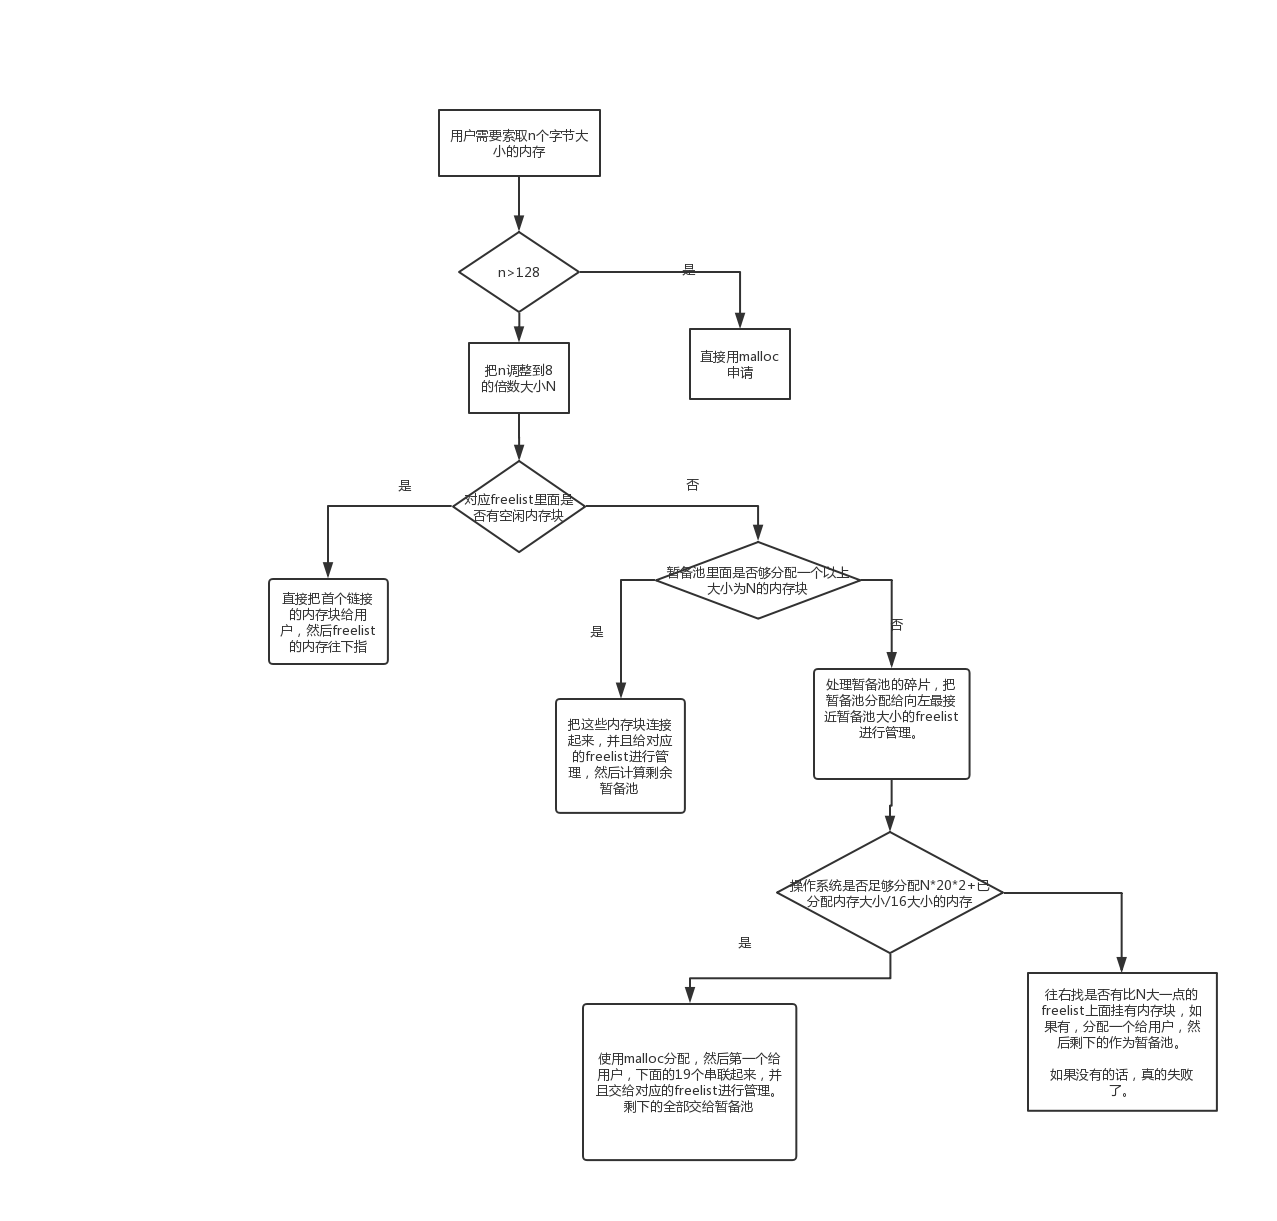 用户需要索取n个字节大
小的内存
n>128
是
把n调整到8
的倍数大小N
直接用malloc
申请
是
对应freelist里面是
否有空闲内存块
否
直接把首个链接
的内存块给用
户，然后freelist
的内存往下指
暂备池里面是否够分配一个以上
大小为N的内存块
是
否
把这些内存块连接
起来，并且给对应
的freelist进行管
理，然后计算剩余
暂备池
处理暂备池的碎片，把
暂备池分配给向左最接
近暂备池大小的freelist
进行管理。
操作系统是否足够分配N*20*2+已
分配内存大小/16大小的内存
是
使用malloc分配，然后第一个给
用户，下面的19个串联起来，并
且交给对应的freelist进行管理。
剩下的全部交给暂备池
往右找是否有比N大一点的
freelist上面挂有内存块，如
果有，分配一个给用户，然
后剩下的作为暂备池。
如果没有的话，真的失败
了。